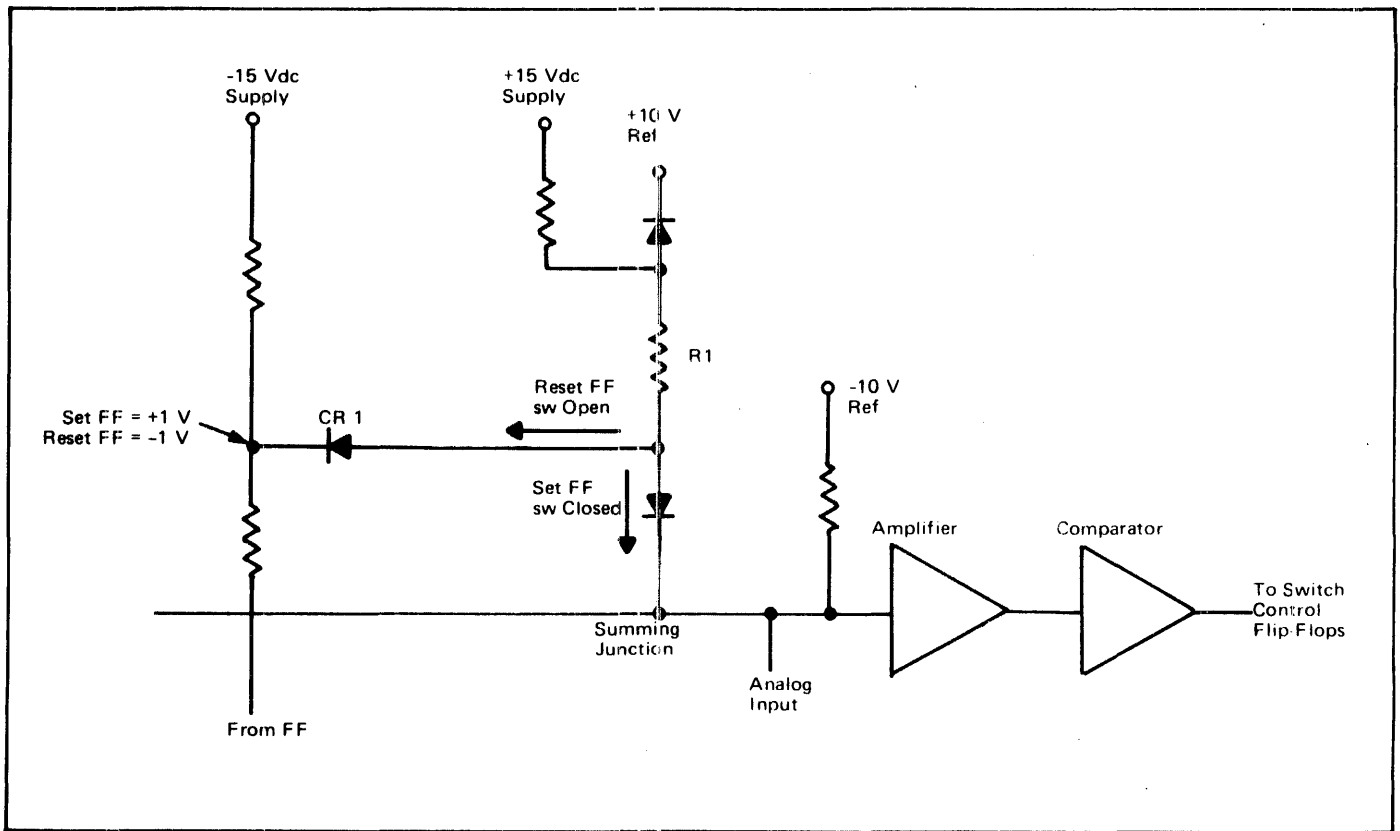 -15 Vdc
Supply
+15 Vdc
Supply
+10 V
Ref
R1
Set FF = +1 V
Reset FF = -1 V
CR 1
Reset FF
sw Open
-10 V
Ref
Set FF
sw Closed
Amplifier
Comparator
To Switch
Control
Flip-Flops
Summing
Junction
Analog
Input
From FF